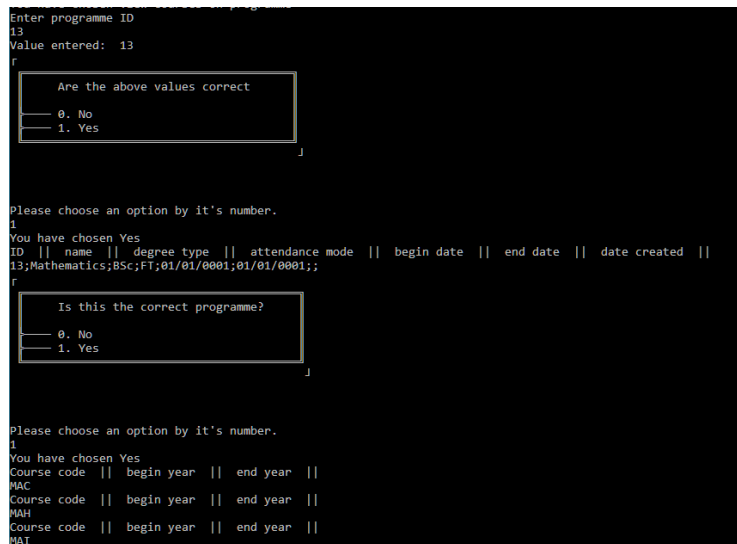 Enter programme ID
13
Value entered:  13
Are the above values correct
0. No
1. Yes
Please choose an option by it's number.
1
You have chosen Yes
ID  ||  name  ||  degree type  ||  attendance mode  ||  begin date  ||  end date  ||  date created  ||
13;Mathematics;BSc;FT;01/01/0001;01/01/0001;;
Is this the correct programme?
0. No
1. Yes
Please choose an option by it's number.
1
You have chosen Yes
Course code  ||  begin year  ||  end year  ||
MAC
Course code  ||  begin year  ||  end year  ||
MAH
Course code  ||  begin year  ||  end year  ||